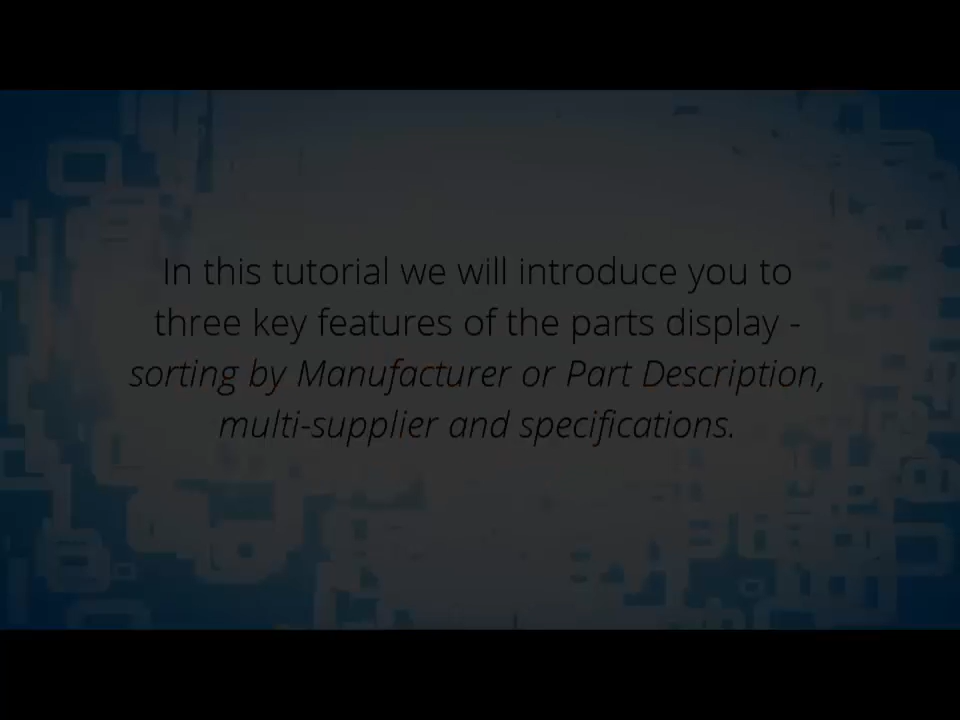 In this tutorial we will introduce you to
three key features of the parts display -
sorting by Manufacturer or Part Description,
multi-supplier and specifications.